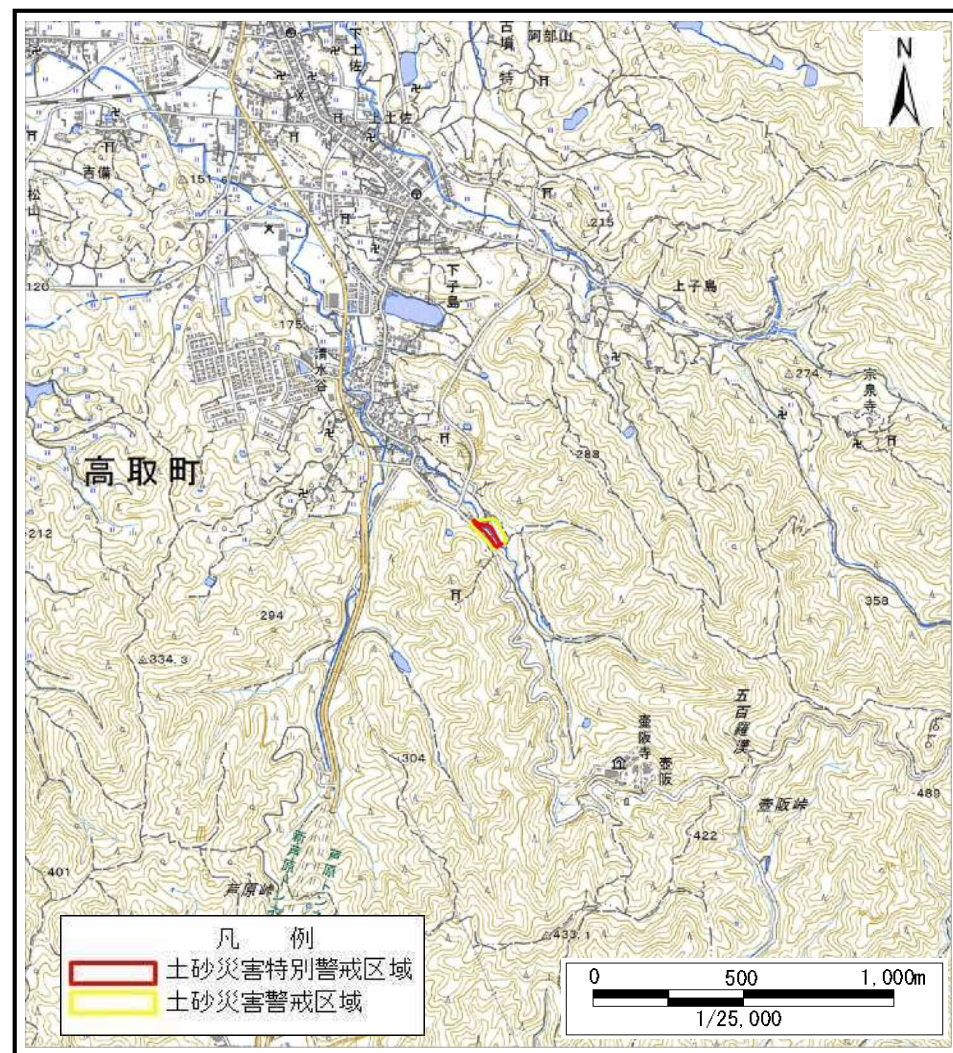 下土佐
古墳(特)
阿部山
N
上土佐
吉備
151.6
松山
215
120
下子島
上子島
175
清水谷
274.7
宗泉寺
高取町
288
212
294
358
334.3
五百羅漢
壷阪寺
壺阪
304
489
壷阪峠
422
401
芦原峠
433.1
凡 例
土砂災害特別警戒区域
土砂災害警戒区域
0 500 1,000m
1/25,000